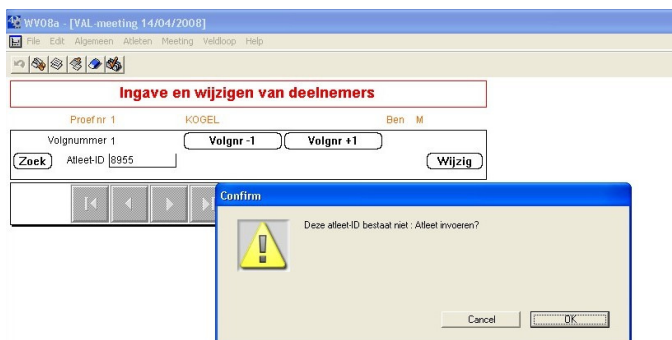 WV08a - [VAL-meeting 14/04/2008]
File Edit Algemeen Atleten Meeting Veldloop Help
Ingave en wijzigen van deelnemers
Proef nr 1 KOGEL Ben M
Volgnummer 1 Volgnr -1 Volgnr +1
Zoek Atleet-ID 8955 Wijzig
Confirm
Deze atleet-ID bestaat niet : Atleet invoeren?
Cancel OK